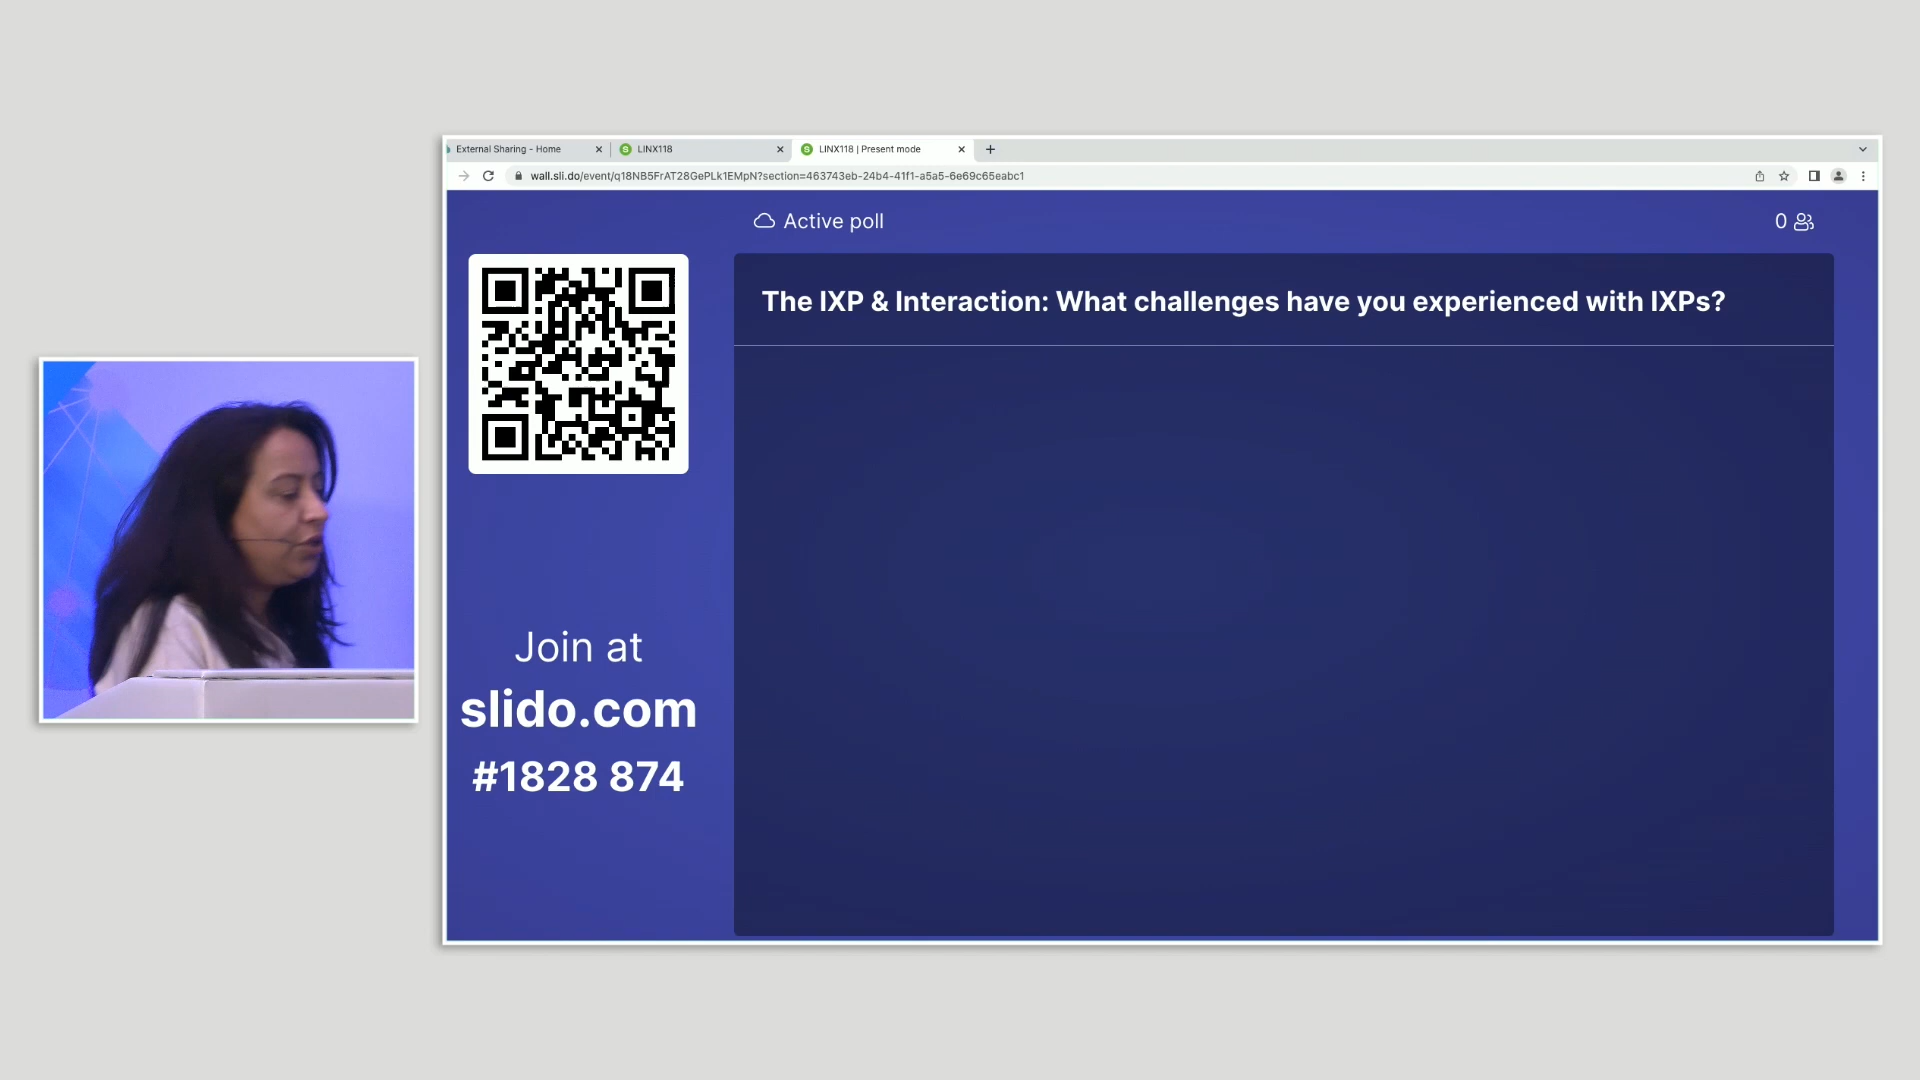 External Sharing - Home
LINX118
LINX118 | Present mode
wall.sli.do/event/q18NB5FrAT28GePLk1EMpN?section=463743eb-24b4-41f1-a5a5-6e69c65eabc1
Active poll
0
The IXP & Interaction: What challenges have you experienced with IXPs?
Join at
slido.com
#1828 874